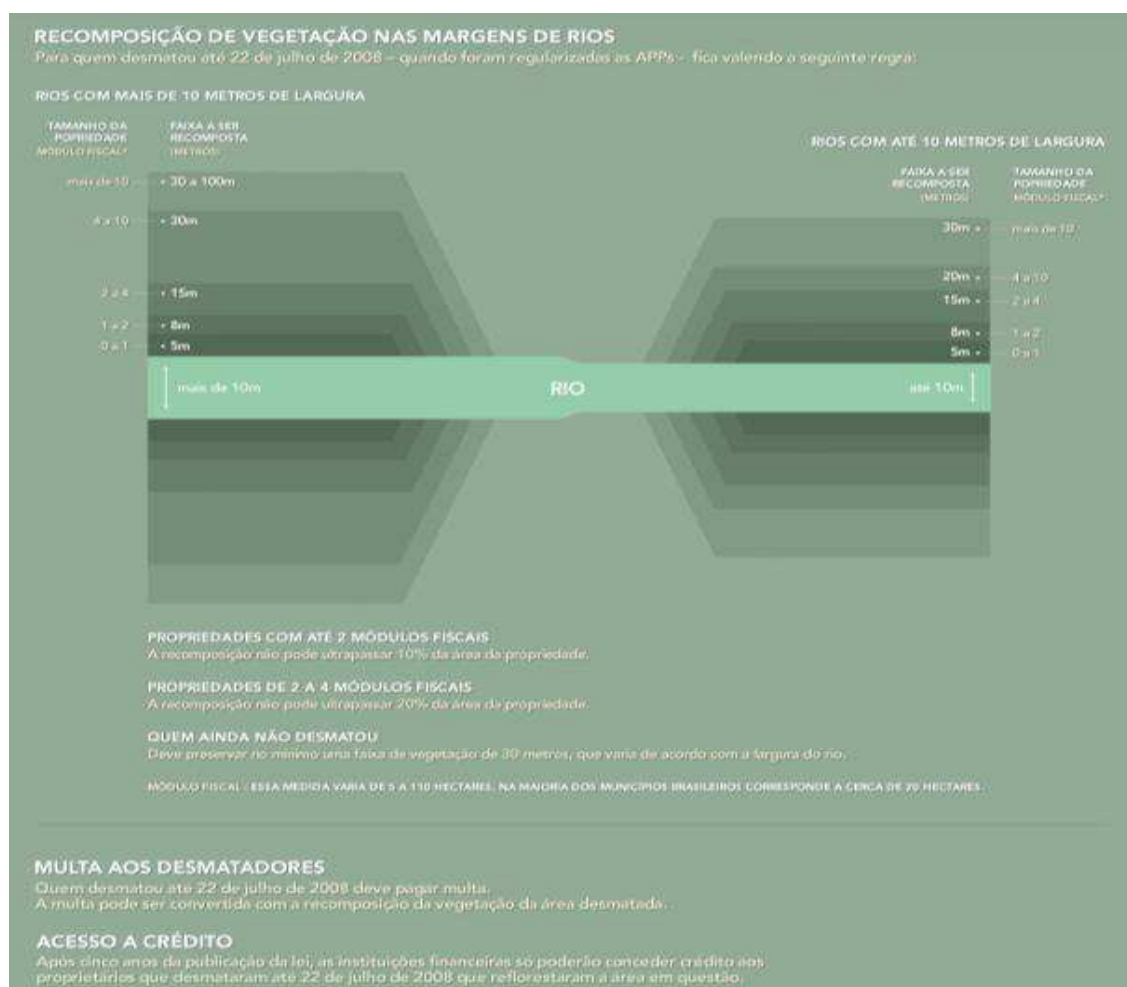 RECOMPOSIÇÃO DE VEGETAÇÃO NAS MARGENS DE RIOS
Para quem desmatou até 22 de julho de 2008 – quando foram regularizadas as APPs - fica valendo a seguinte regra:
RIOS COM MAIS DE 10 METROS DE LARGURA
TAMANHO DA
POPRIEDADE
MÓDULO FISCAL*
FAIXA A SER
RECOMPOSTA
(METROS)
mais de 10
• 30 a 100m
4 a 10
• 30m
2 a 4
• 15m
1 a 2
• 8m
0 a 1
• 5m
mais de 10m
RIO
RIOS COM ATÉ 10 METROS DE LARGURA
FAIXA A SER
RECOMPOSTA
(METROS)
TAMANHO DA
POPRIEDADE
MÓDULO FISCAL*
30m •
mais de 10
20m •
4 a 10
15m •
2 a 4
8m •
1 a 2
5m •
0 a 1
até 10m
PROPRIEDADES COM ATÉ 2 MÓDULOS FISCAIS
A recomposição não pode ultrapassar 10% da área da propriedade.
PROPRIEDADES DE 2 A 4 MÓDULOS FISCAIS
A recomposição não pode ultrapassar 20% da área da propriedade.
QUEM AINDA NÃO DESMATOU
Deve preservar no mínimo uma faixa de vegetação de 30 metros, que varia de acordo com a largura do rio.
MÓDULO FISCAL - ESSA MEDIDA VARIA DE 5 A 110 HECTARES. NA MAIORIA DOS MUNICÍPIOS BRASILEIROS CORRESPONDE A CERCA DE 20 HECTARES
MULTA AOS DESMATADORES
Quem desmatou até 22 de julho de 2008 deve pagar multa.
A multa pode ser convertida com a recomposição da vegetação da área desmatada.
ACESSO A CRÉDITO
Após cinco anos da publicação da lei, as instituições financeiras só poderão conceder crédito aos
proprietários que desmataram até 22 de julho de 2008 que reflorestaram a área em questão.